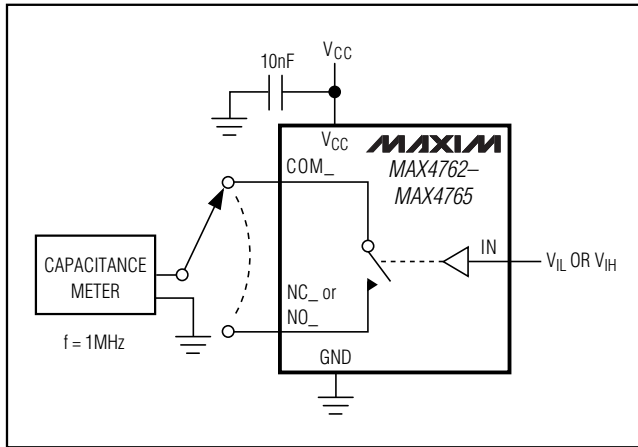 VCC
10nF
VCC
MAXIM
MAX4762–
MAX4765
COM_
IN
VIL OR VIH
CAPACITANCE
METER
NC_ or
NO_
f = 1MHz
GND